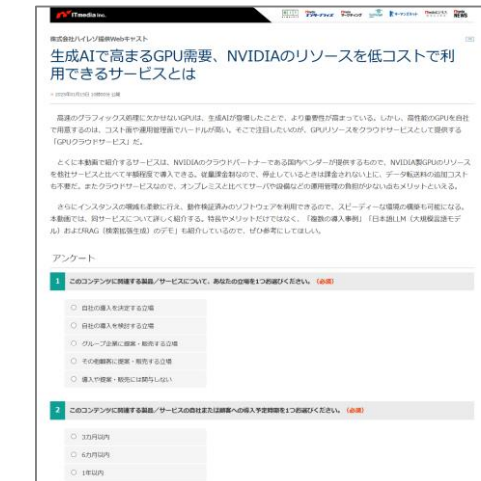 ITmedia Inc.
NEWS
株式会社ハイレゾ提供Webキャスト
生成AIで高まるGPU需要、NVIDIAのリソースを低コストで利
用できるサービスとは
高速のグラフィックス処理に欠かせないGPUは、生成AIが登場したことで、より重要性が高まっている。しかし、高性能のGPUを自社
で用意するのは、コスト面や運用管理面でハードルが高い。そこで注目したいのが、GPUリソースをクラウドサービスとして提供する
「GPUクラウドサービス」だ。
とくに本動画で紹介するサービスは、NVIDIAのクラウドパートナーである国内ベンダーが提供するもので、NVIDIA製GPUのリソース
を他社サービスと比べて半額程度で導入できる。従量課金制なので、停止しているときは課金されない上に、データ転送料の追加コスト
も不要だ。またクラウドサービスなので、オンプレミスと比べてサーバや設備などの運用管理の負担が少ない点もメリットといえる。
さらにインスタンスの増減も柔軟に行え、動作検証済みのソフトウェアを利用できるので、スピーディーな環境の構築も可能になる。
本動画では、同サービスについて詳しく紹介する。特長やメリットだけではなく、「複数の導入事例」「日本語LLM（大規模言語モデ
ル）およびRAG（検索拡張生成）のデモ」も紹介しているので、ぜひ参考にしてほしい。
アンケート
1 このコンテンツに関連する製品／サービスについて、あなたの立場を1つお選びください。（必須）
自社の導入を決定する立場
自社の導入を検討する立場
グループ企業に提案・販売する立場
その他顧客に提案・販売する立場
導入や提案・販売には関与しない
2 このコンテンツに関連する製品／サービスの自社または顧客への導入予定時期を1つお選びください。（必須）
3カ月以内
6カ月以内
1年以内